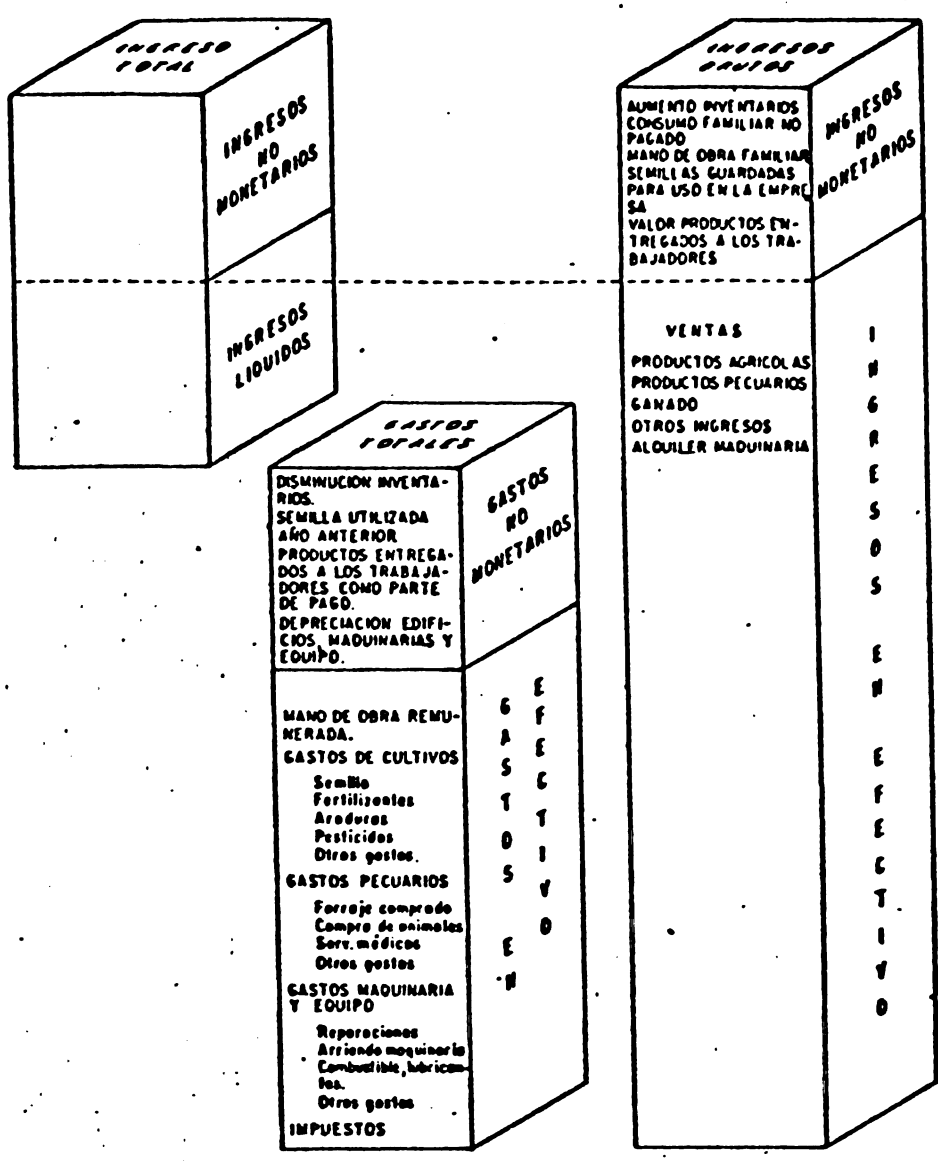 INGRESO
TOTAL
INGRESOS
NO
MONETARIOS
INGRESOS
LIQUIDOS
GASTOS
TOTALES
DISMINUCION INVENTA-
RIOS.
SEMILLA UTILIZADA
AÑO ANTERIOR
PRODUCTOS ENTREGA-
DOS A LOS TRABAJA-
DORES COMO PARTE
DE PAGO.
DEPRECIACION EDIFI-
CIOS, MAQUINARIAS Y
EQUIPO.
GASTOS
NO
MONETARIOS
MANO DE OBRA REMU-
NERADA.
GASTOS DE CULTIVOS
Semilla
Fertilizantes
Araduras
Pesticidas
Otros gastos.
GASTOS PECUARIOS
Forraje comprado
Compra de animales
Serv. médicos
Otros gastos
GASTOS MAQUINARIA
Y EQUIPO
Reparaciones
Arriendo maquinaria
Combustible, lubrican-
tes.
Otros gastos
IMPUESTOS
GASTOS EN
EFECTIVO
INGRESOS
BRUTOS
AUMENTO INVENTARIOS
CONSUMO FAMILIAR NO
PAGADO
MANO DE OBRA FAMILIAR
SEMILLAS GUARDADAS
PARA USO EN LA EMPRE
SA
VALOR PRODUCTOS EN-
TREGADOS A LOS TRA-
BAJADORES
INGRESOS
NO
MONETARIOS
VENTAS
PRODUCTOS AGRICOLAS
PRODUCTOS PECUARIOS
GANADO
OTROS INGRESOS
ALQUILER MAQUINARIA
INGRESOS EN EFECTIVO